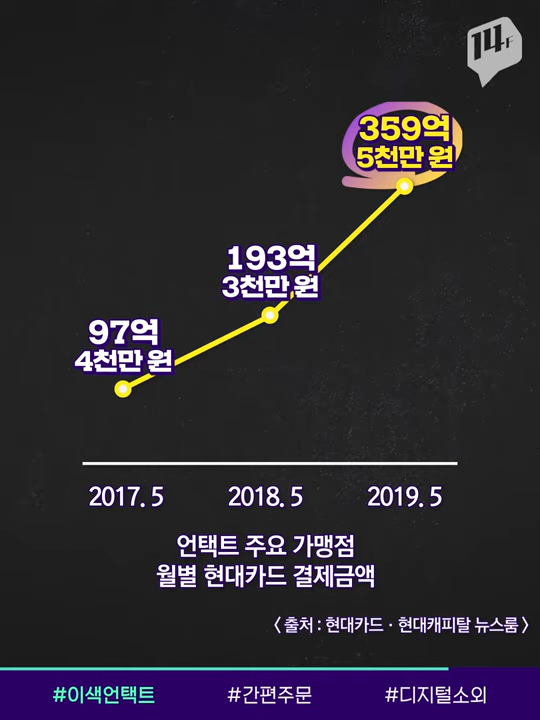 14F
359억
5천만 원
193억
3천만 원
97억
4천만 원
2017. 5
2018. 5
2019. 5
언택트 주요 가맹점
월별 현대카드 결제금액
〈 출처 : 현대카드 · 현대캐피탈 뉴스룸 〉
#이색언택트
#간편주문
#디지털소외